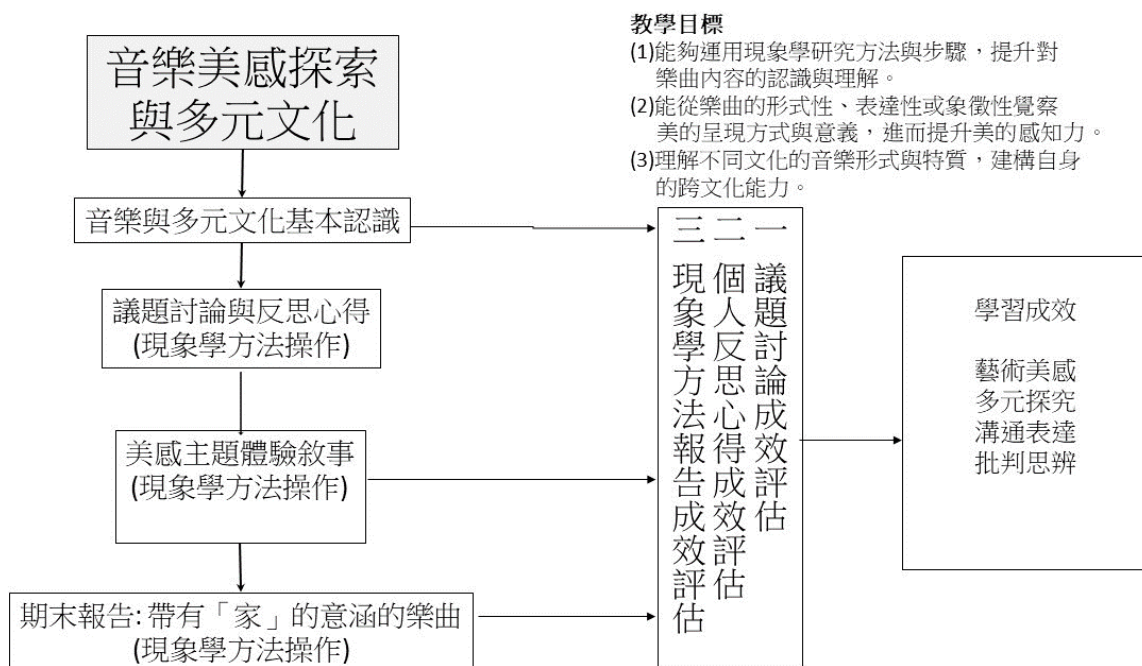 音樂美感探索
與多元文化
教學目標
(1)能夠運用現象學研究方法與步驟，提升對
樂曲內容的認識與理解。
(2)能從樂曲的形式性、表達性或象徵性覺察
美的呈現方式與意義，進而提升美的感知力。
(3)理解不同文化的音樂形式與特質，建構自身
的跨文化能力。
音樂與多元文化基本認識
議題討論與反思心得
(現象學方法操作)
美感主題體驗敘事
(現象學方法操作)
期末報告: 帶有「家」的意涵的樂曲
(現象學方法操作)
一 議題討論成效評估
二 個人反思心得成效評估
三 現象學方法報告成效評估
學習成效
藝術美感
多元探究
溝通表達
批判思辨